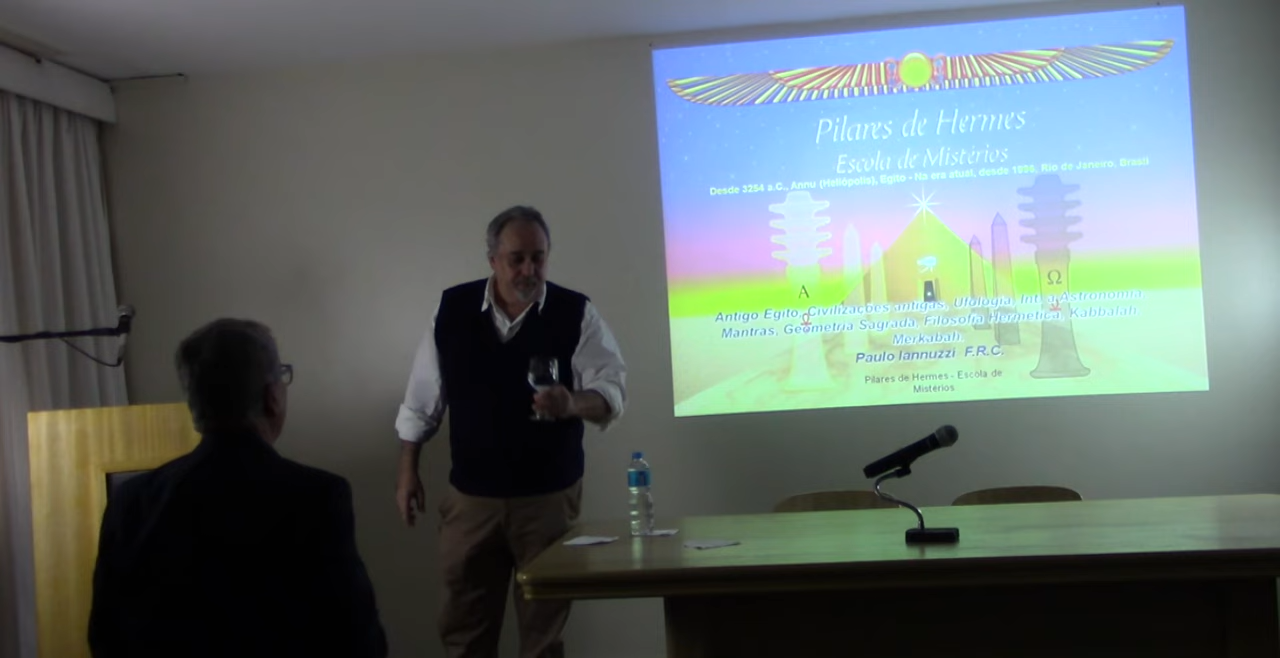 Pilares de Hermes
Escola de Mistérios
Desde 3254 a.C., Annu (Heliópolis), Egito - Na era atual, desde 1998, Rio de Janeiro, Brasil
Α
Ω
Antigo Egito, Civilizacões antigas, Ufologia, Int. a Astronomia
Mantras, Geometria Sagrada, Filosofia Hermética, Kabbalah
Merkabah.
Paulo Iannuzzi F.R.C.
Pilares de Hermes - Escola de
Mistérios.